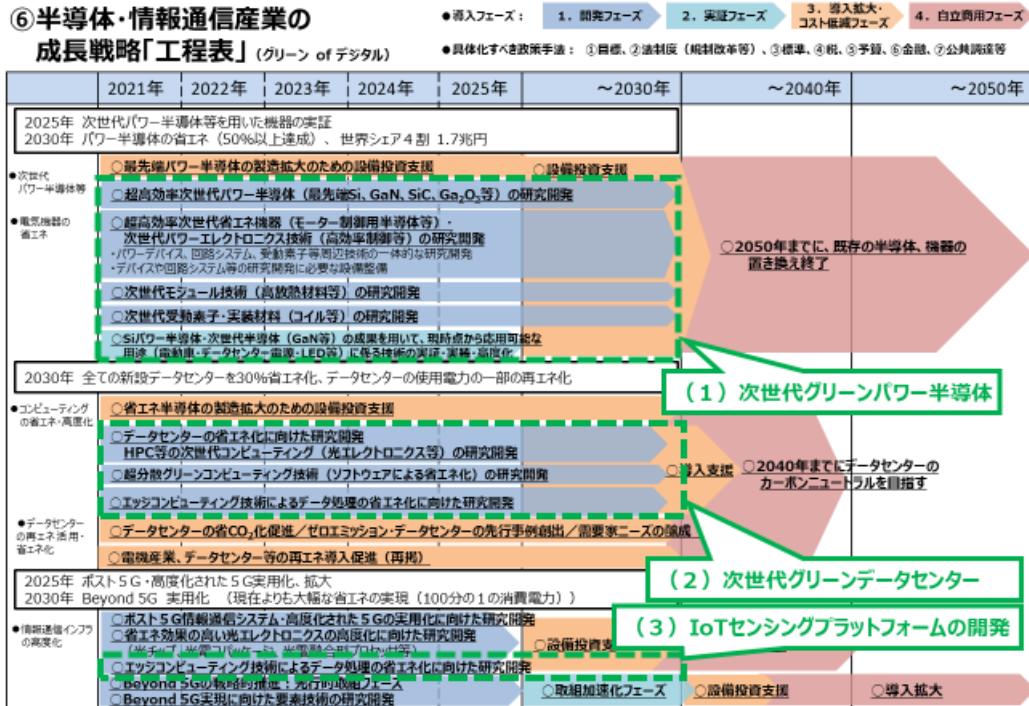 ⑥半導体・情報通信産業の
成長戦略「工程表」(グリーン of デジタル)
●導入フェーズ：
1. 開発フェーズ
2. 実証フェーズ
3. 導入拡大・
コスト低減フェーズ
4. 自立商用フェーズ
●具体化すべき政策手法： ①目標、②法制度（規制改革等）、③標準、④税、⑤予算、⑥金融、⑦公共調達等
2021年 2022年 2023年 2024年 2025年 ～2030年 ～2040年 ～2050年
2025年 次世代パワー半導体等を用いた機器の実証
2030年 パワー半導体の省エネ（50%以上達成）、世界シェア４割 1.7兆円
●次世代
パワー半導体等
●電気機器の
省エネ
○最先端パワー半導体の製造拡大のための設備投資支援
○設備投資支援
○超高効率次世代パワー半導体（最先端Si, GaN, SiC, Ga₂O₃等）の研究開発
○超高効率次世代省エネ機器（モーター制御用半導体等）・
次世代パワーエレクトロニクス技術（高効率制御等）の研究開発
・パワーデバイス、回路システム、受動素子等周辺技術の一体的な研究開発
・デバイスや回路システム等の研究開発に必要な設備整備
○次世代モジュール技術（高放熱材料等）の研究開発
○次世代受動素子・実装材料（コイル等）の研究開発
○Siパワー半導体・次世代半導体（GaN等）の成果を用いて、現時点から応用可能な
用途（電動車・データセンター電源・LED等）に係る技術の実証・実装・高度化
○2050年までに、既存の半導体、機器の
置き換え終了
（１）次世代グリーンパワー半導体
2030年 全ての新設データセンターを30%省エネ化、データセンターの使用電力の一部の再エネ化
●コンピューティング
の省エネ・高度化
○省エネ半導体の製造拡大のための設備投資支援
○データセンターの省エネ化に向けた研究開発
HPC等の次世代コンピューティング（光エレクトロニクス等）の研究開発
○超分散グリーンコンピューティング技術（ソフトウェアによる省エネ化）の研究開発
○エッジコンピューティング技術によるデータ処理の省エネ化に向けた研究開発
○導入支援
○2040年までにデータセンターの
カーボンニュートラルを目指す
●データセンター
の再エネ活用・
省エネ化
○データセンターの省CO₂化促進／ゼロエミッション・データセンターの先行事例創出／需要家ニーズの醸成
○電機産業、データセンター等の再エネ導入促進（再掲）
（２）次世代グリーンデータセンター
2025年 ポスト５G・高度化された５G実用化、拡大
2030年 Beyond 5G 実用化 （現在よりも大幅な省エネの実現（100分の１の消費電力））
●情報通信インフラ
の高度化
○ポスト５G情報通信システム・高度化された５Gの実用化に向けた研究開発
○省エネ効果の高い光エレクトロニクスの高度化に向けた研究開発
（光チップ、光電コパッケージ、光電融合型プロセッサ等）
○エッジコンピューティング技術によるデータ処理の省エネ化に向けた研究開発
○設備投資支
（３）IoTセンシングプラットフォームの開発
○Beyond 5Gの戦略的推進：先行的取組フェーズ
○Beyond 5G実現に向けた要素技術の研究開発
○取組加速化フェーズ
○設備投資支援
○導入拡大